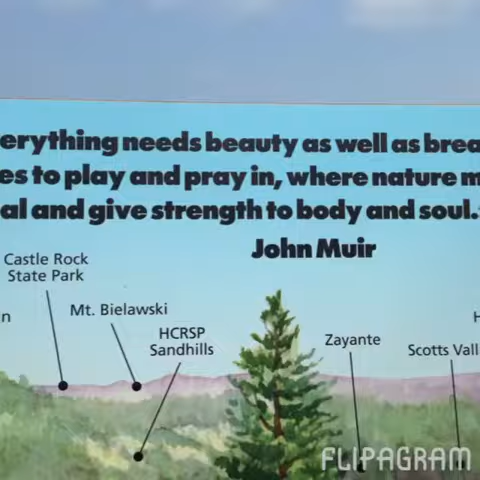 erything needs beauty as well as brea
es to play and pray in, where nature m
al and give strength to body and soul.
John Muir
Castle Rock
State Park
n
Mt. Bielawski
HCRSP
Sandhills
Zayante
H
Scotts Vall
FLIPAGRAM